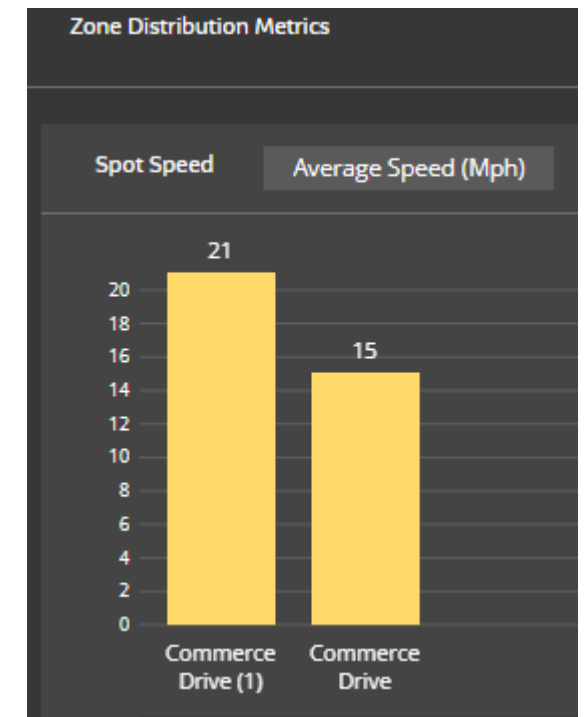 Zone Distribution Metrics
Spot Speed
Average Speed (Mph)
21
15
20
18
16
14
12
10
8
6
4
2
0
Commerce
Drive (1)
Commerce
Drive